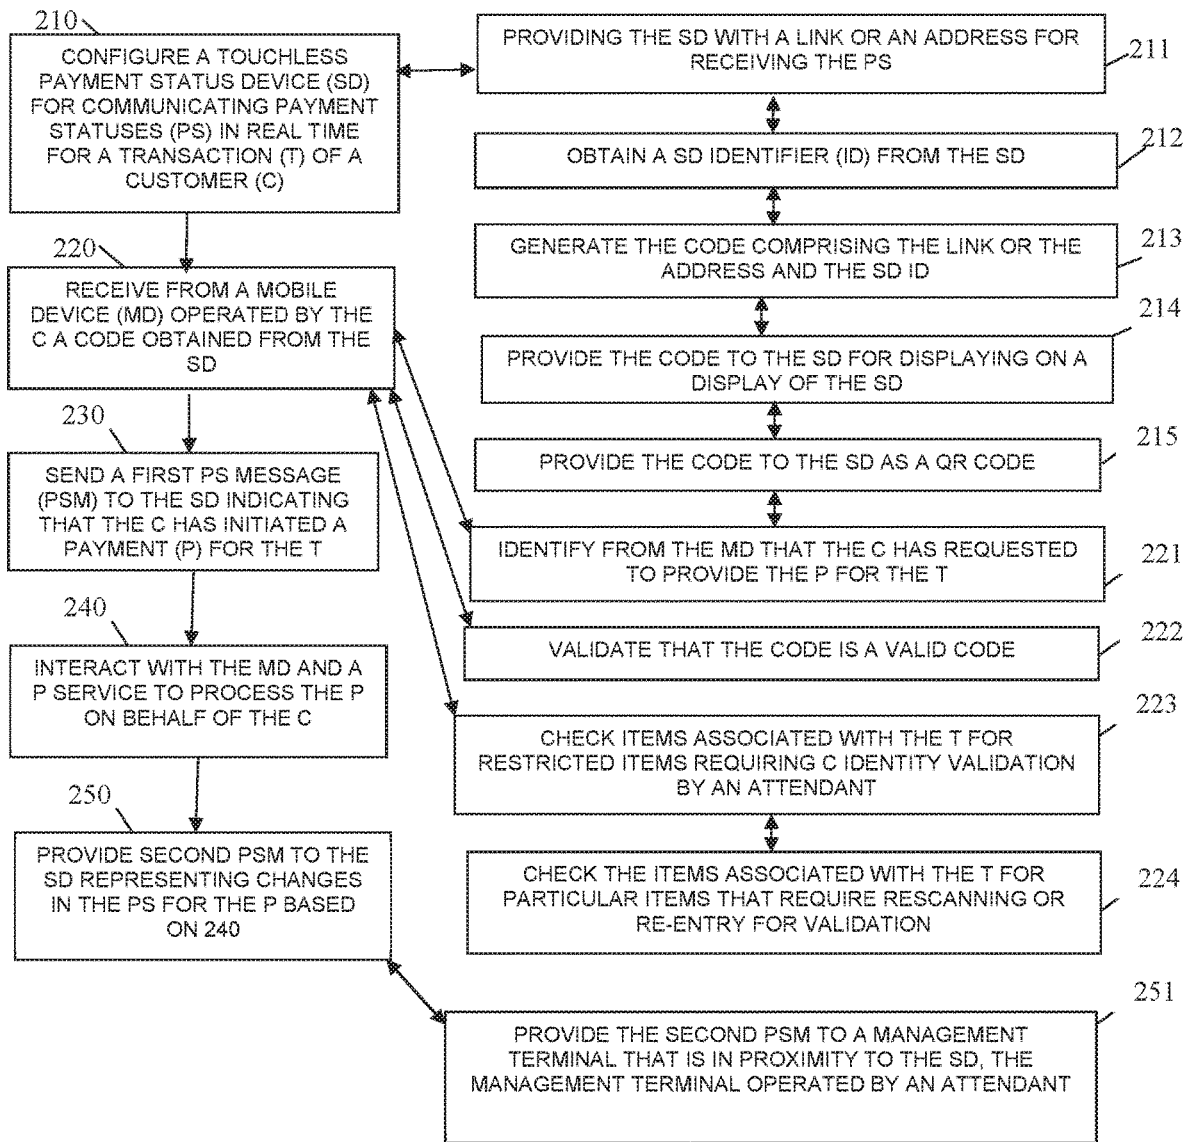 210
CONFIGURE A TOUCHLESS
PAYMENT STATUS DEVICE (SD)
FOR COMMUNICATING PAYMENT
STATUSES (PS) IN REAL TIME
FOR A TRANSACTION (T) OF A
CUSTOMER (C)
220
RECEIVE FROM A MOBILE
DEVICE (MD) OPERATED BY THE
C A CODE OBTAINED FROM THE
SD
230
SEND A FIRST PS MESSAGE
(PSM) TO THE SD INDICATING
THAT THE C HAS INITIATED A
PAYMENT (P) FOR THE T
240
INTERACT WITH THE MD AND A
P SERVICE TO PROCESS THE P
ON BEHALF OF THE C
250
PROVIDE SECOND PSM TO THE
SD REPRESENTING CHANGES
IN THE PS FOR THE P BASED
ON 240
PROVIDING THE SD WITH A LINK OR AN ADDRESS FOR
RECEIVING THE PS
211
OBTAIN A SD IDENTIFIER (ID) FROM THE SD
212
GENERATE THE CODE COMPRISING THE LINK OR THE
ADDRESS AND THE SD ID
213
PROVIDE THE CODE TO THE SD FOR DISPLAYING ON A
DISPLAY OF THE SD
214
PROVIDE THE CODE TO THE SD AS A QR CODE
215
IDENTIFY FROM THE MD THAT THE C HAS REQUESTED
TO PROVIDE THE P FOR THE T
221
VALIDATE THAT THE CODE IS A VALID CODE
222
CHECK ITEMS ASSOCIATED WITH THE T FOR
RESTRICTED ITEMS REQUIRING C IDENTITY VALIDATION
BY AN ATTENDANT
223
CHECK THE ITEMS ASSOCIATED WITH THE T FOR
PARTICULAR ITEMS THAT REQUIRE RESCANNING OR
RE-ENTRY FOR VALIDATION
224
PROVIDE THE SECOND PSM TO A MANAGEMENT
TERMINAL THAT IS IN PROXIMITY TO THE SD, THE
MANAGEMENT TERMINAL OPERATED BY AN ATTENDANT
251